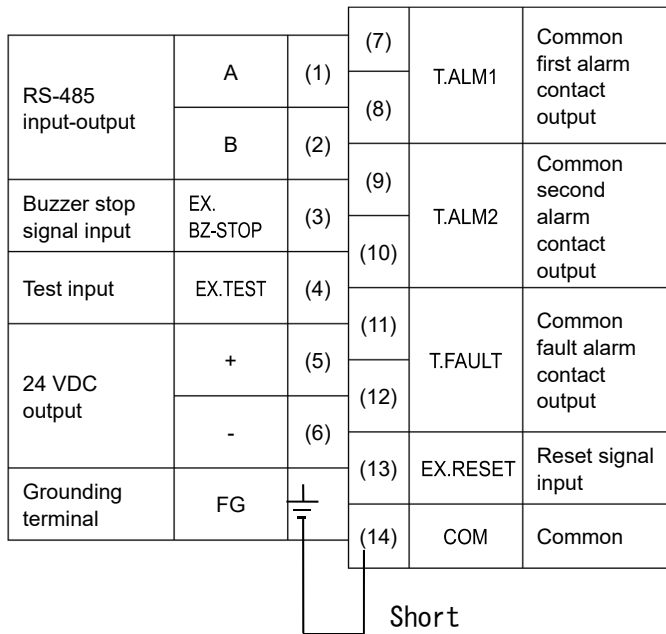 RS-485
input-output
A
(1)
B
(2)
Buzzer stop
signal input
EX.
BZ-STOP
(3)
Test input
EX.TEST
(4)
24 VDC
output
+
(5)
-
(6)
Grounding
terminal
FG
(7)
(8)
T.ALM1
Common
first alarm
contact
output
(9)
(10)
T.ALM2
Common
second
alarm
contact
output
(11)
(12)
T.FAULT
Common
fault alarm
contact
output
(13)
EX.RESET
Reset signal
input
(14)
COM
Common
Short